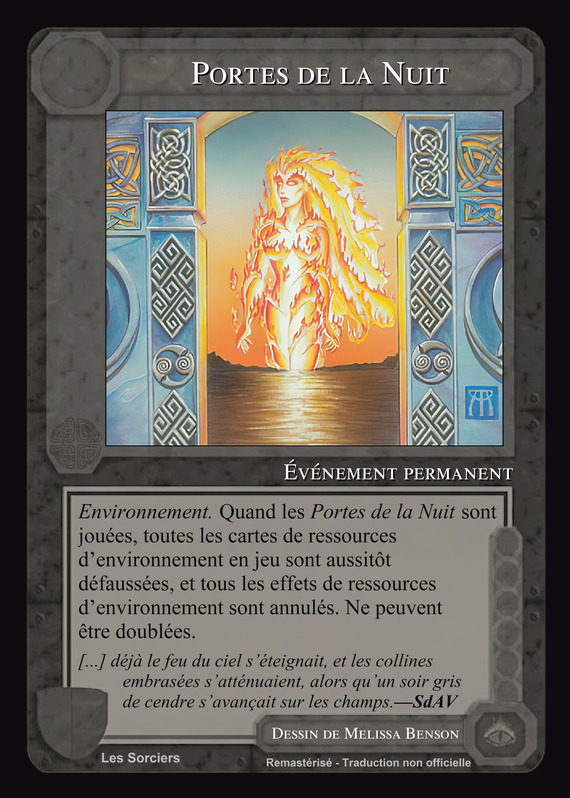 Portes de la Nuit
Événement permanent
Environnement. Quand les Portes de la Nuit sont
jouées, toutes les cartes de ressources
d’environnement en jeu sont aussitôt
défaussées, et tous les effets de ressources
d’environnement sont annulés. Ne peuvent
être doublées.
[...] déjà le feu du ciel s’éteignait, et les collines
embrasées s’atténuaient, alors qu’un soir gris
de cendre s’avançait sur les champs.—SdAV
Dessin de Melissa Benson
Les Sorciers
Remastérisé - Traduction non officielle